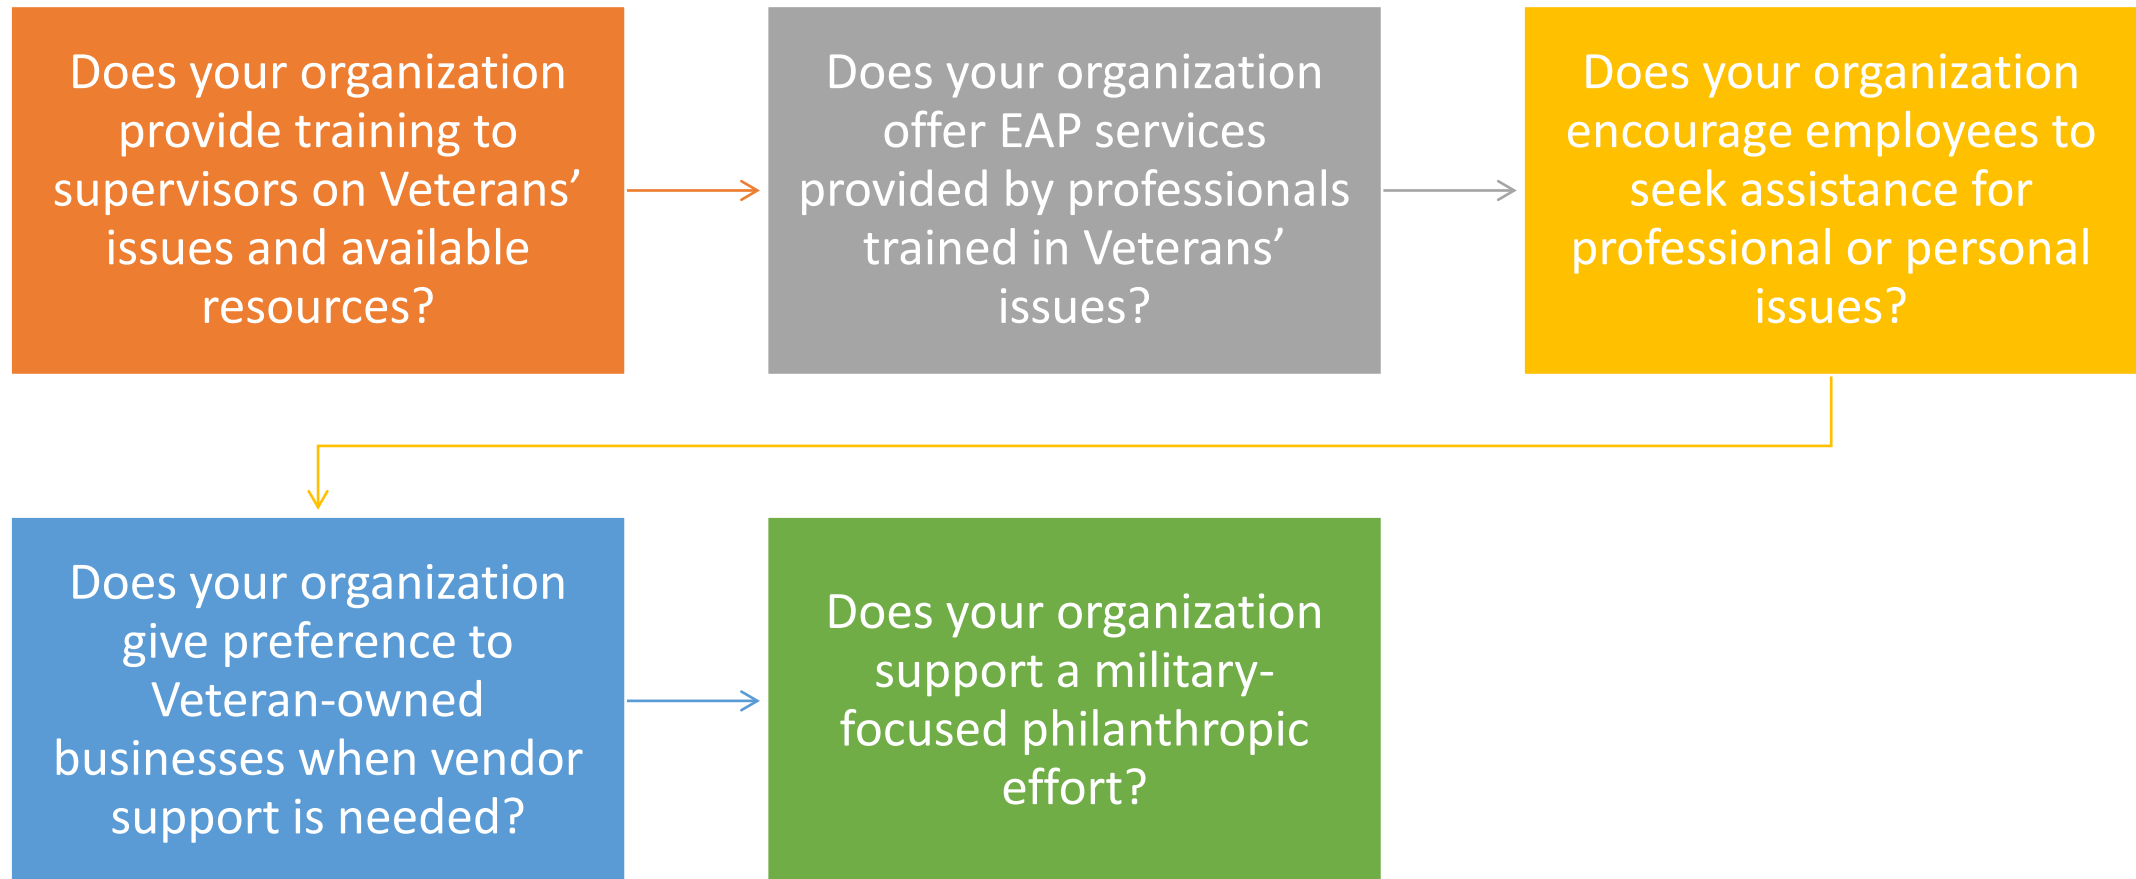 Does your organization
provide training to
supervisors on Veterans’
issues and available
resources?
Does your organization
offer EAP services
provided by professionals
trained in Veterans’
issues?
Does your organization
encourage employees to
seek assistance for
professional or personal
issues?
Does your organization
give preference to
Veteran-owned
businesses when vendor
support is needed?
Does your organization
support a military-
focused philanthropic
effort?